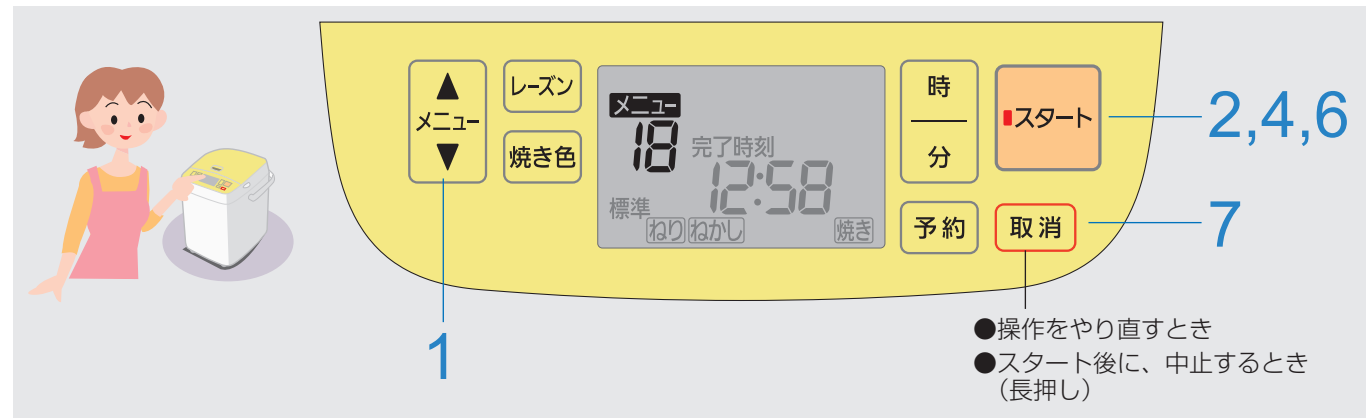 ▲
メニュー
▼
レーズン
焼き色
メニュー
18
完了時刻
12:58
標準
ねり ねかし 焼き
時
分
予約
スタート
取消
2,4,6
7
1
●操作をやり直すとき
●スタート後に、中止するとき
（長押し）